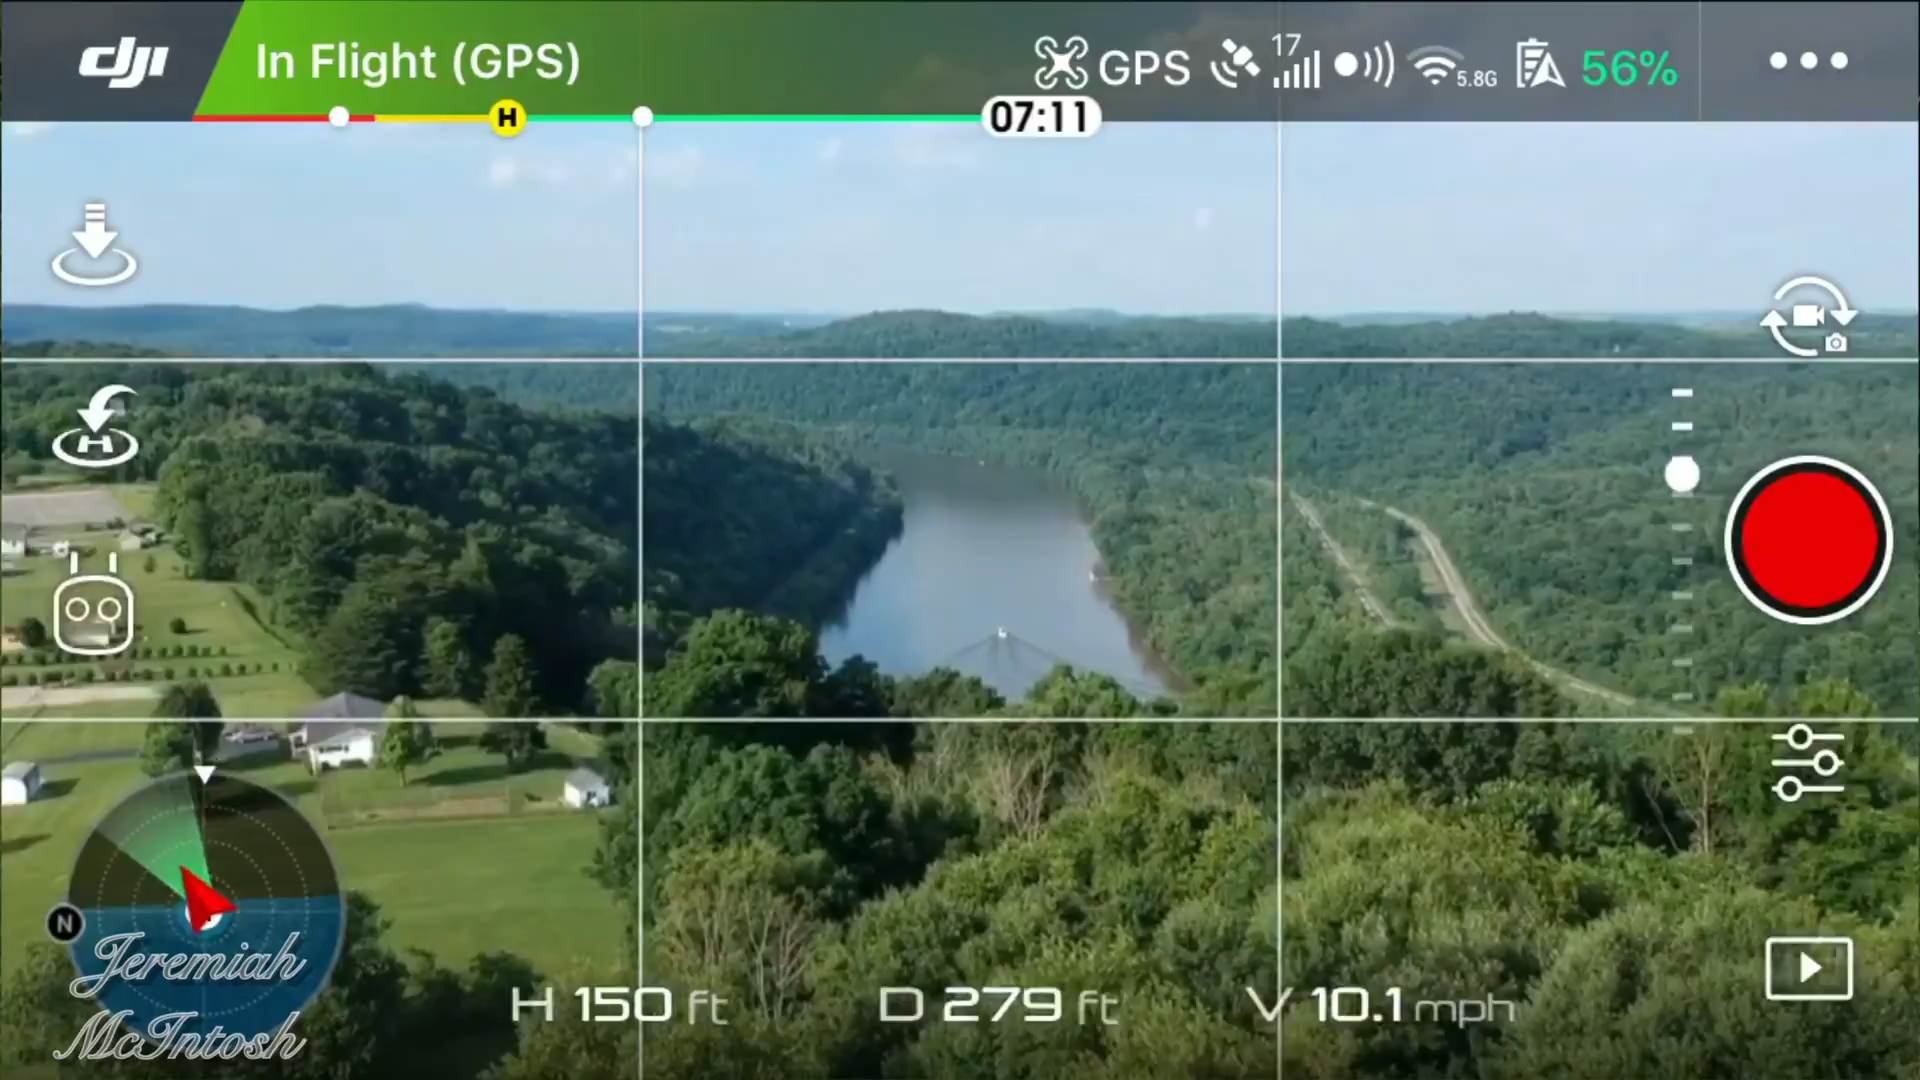 dji
In Flight (GPS)
GPS
17
5.8G
56%
H
07:11
H
N
Jeremiah
McIntosh
H 150 ft
D 279 ft
V 10.1 mph